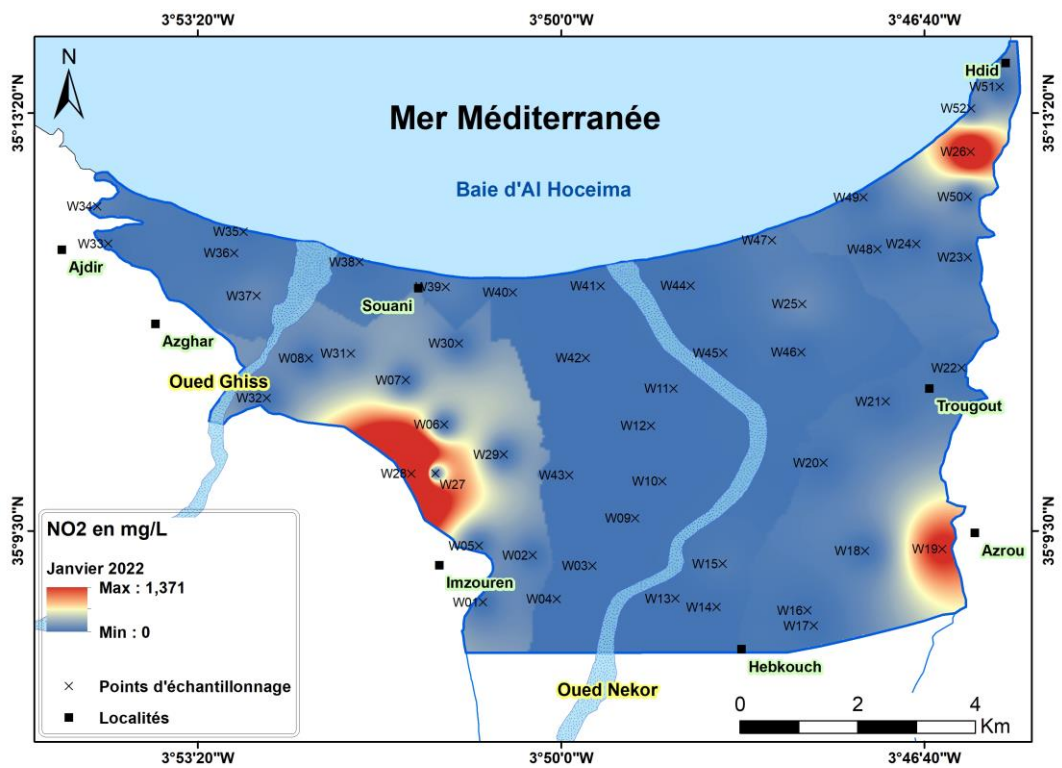 3°53'20"W
3°50'0"W
3°46'40"W
N
Hdid
W51
35°13'20"N
35°13'20"N
W52
Mer Méditerranée
W26
Baie d'Al Hoceima
W34
W49
W50
W35
W33
W47
W48
W24
Ajdir
W36
W38
W23
W37
W39
W40
W41
W44
Souani
W25
Azghar
W30
W08
W31
W42
W45
W46
W22
Oued Ghiss
W07
W11
W32
W21
Trougout
W06
W12
W29
W20
W28
W27
W43
W10
W09
35°9'30"N
35°9'30"N
NO2 en mg/L
W05
W02
W18
W19
Azrou
Janvier 2022
Imzouren
W03
W15
Max : 1,371
W01
W04
W13
W14
W16
Min : 0
W17
Hebkouch
Points d'échantillonnage
Oued Nekor
Localités
0 2 4
Km
3°53'20"W
3°50'0"W
3°46'40"W